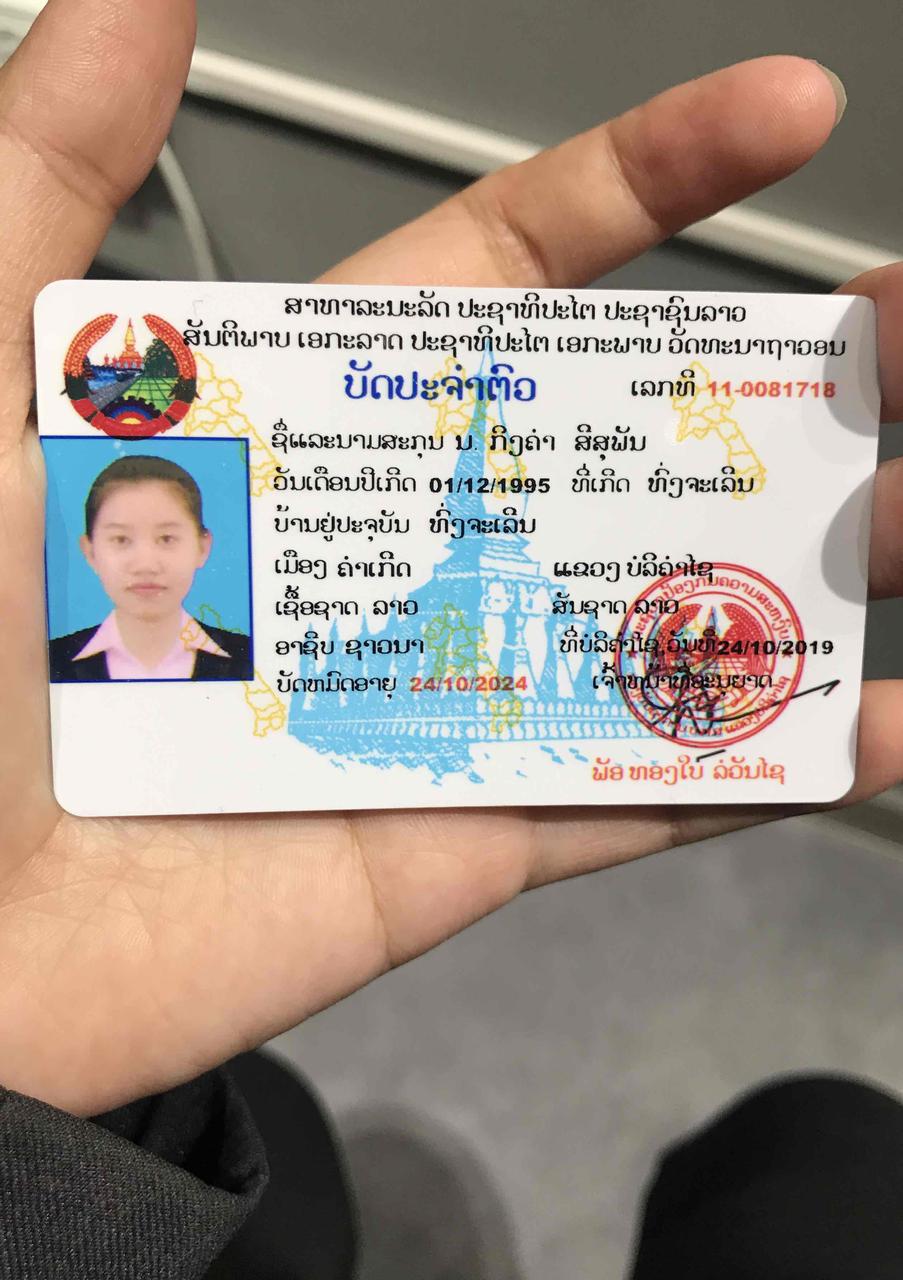 ສາທາລະນະລັດ ປະຊາທິປະໄຕ ປະຊາຊົນລາວ
ສັນຕິພາບ ເອກະລາດ ປະຊາທິປະໄຕ ເອກະພາບ ວັດທະນາຖາວອນ
ບັດປະຈຳຕົວ ເລກທີ 11-0081718
ຊື່ແລະນາມສະກຸນ ນ. ກິ່ງຄຳ ສີສຸພັນ
ວັນເດືອນປີເກີດ 01/12/1995 ທີ່ເກີດ ທົ່ງຈະເລີນ
ບ້ານຢູ່ປະຈຸບັນ ທົ່ງຈະເລີນ
ເມືອງ ຄຳເກີດ ແຂວງ ບໍລິຄຳໄຊ
ເຊື້ອຊາດ ລາວ ສັນຊາດ ລາວ
ອາຊີບ ຊາວນາ ທີ່ບໍລິຄຳໄຊ,ວັນທີ24/10/2019
ບັດຫມົດອາຍຸ 24/10/2024 ເຈົ້າຫນ້າທີ່ອະນຸຍາດ
ພັອ ທອງໃບ ລໍວັນໄຊ